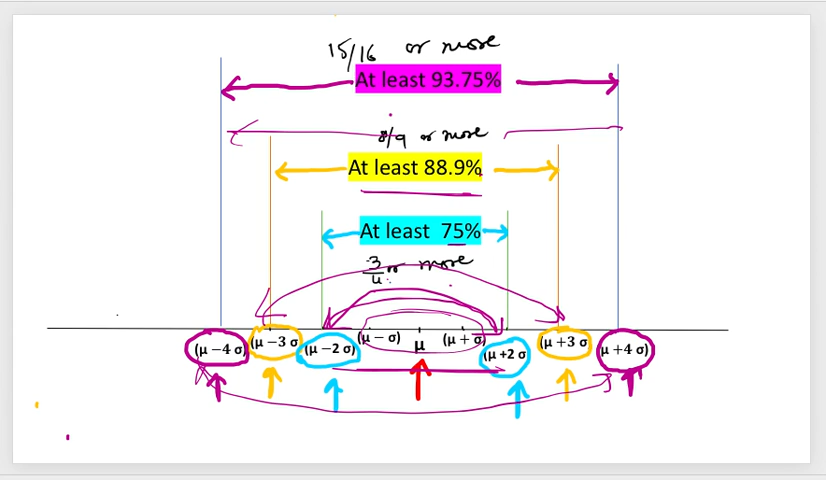 15/16 or more
At least 93.75%
8/9 or more
At least 88.9%
At least 75%
3/4 or more
(μ −4 σ) (μ −3 σ (μ −2 σ) (μ − σ) μ (μ + σ) (μ +2 σ (μ +3 σ (μ +4 σ)